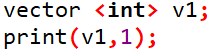 vector <int> v1;
print(v1,1);